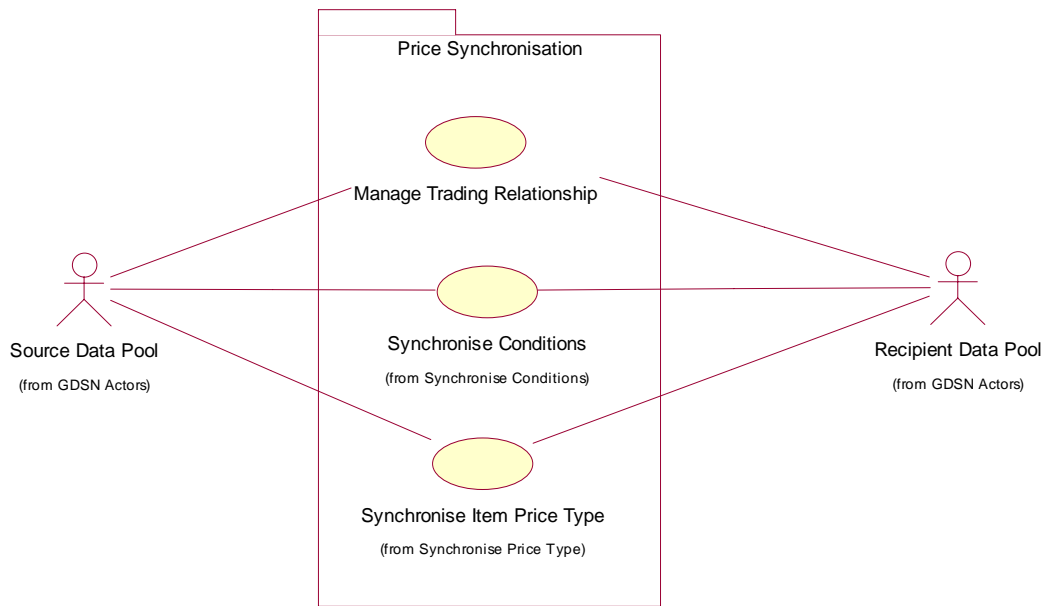 Price Synchronisation
Manage Trading Relationship
Source Data Pool
(from GDSN Actors)
Synchronise Conditions
(from Synchronise Conditions)
Recipient Data Pool
(from GDSN Actors)
Synchronise Item Price Type
(from Synchronise Price Type)